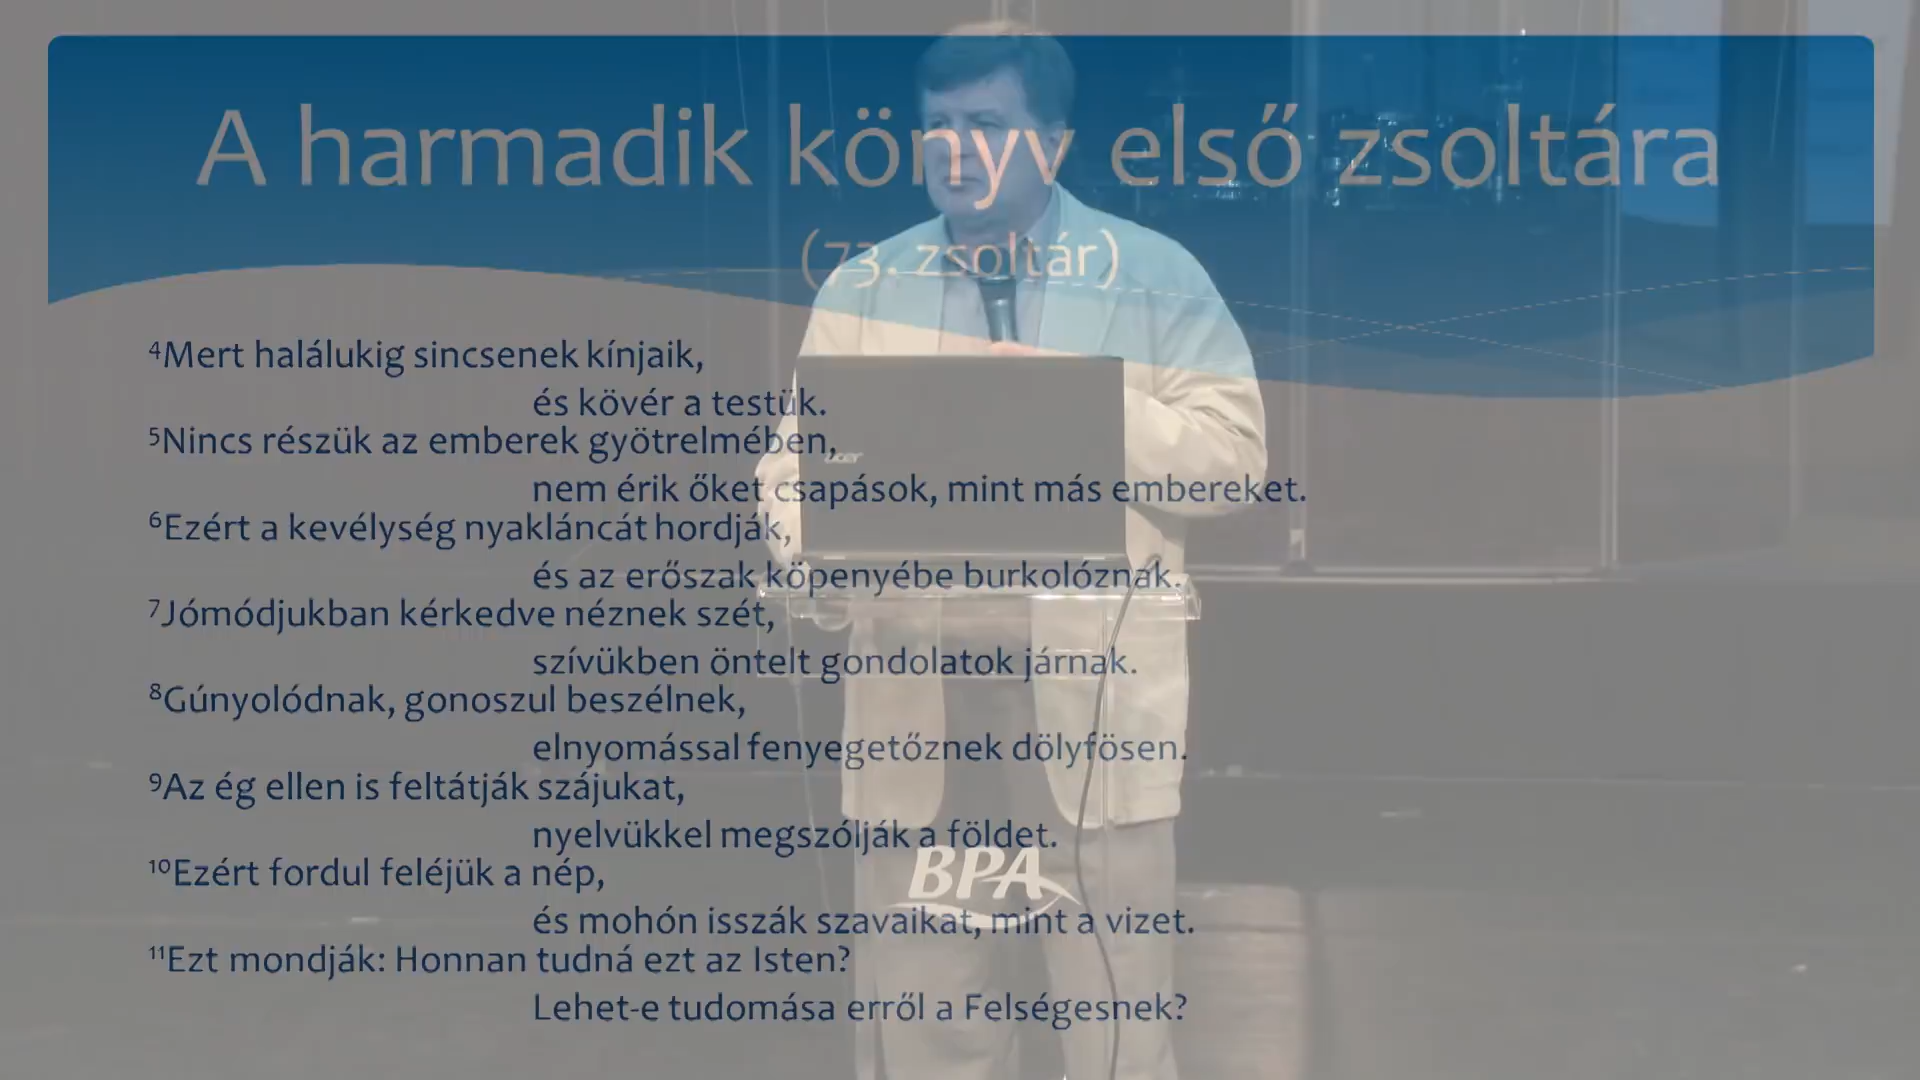 A harmadik könyv első zsoltára
(73. zsoltár)
⁴Mert halálukig sincsenek kínjaik,
és kövér a testük.
⁵Nincs részük az emberek gyötrelmében,
nem érik őket csapások, mint más embereket.
⁶Ezért a kevélység nyakláncát hordják,
és az erőszak köpenyébe burkolóznak.
⁷Jómódjukban kérkedve néznek szét,
szívükben öntelt gondolatok járnak.
⁸Gúnyolódnak, gonoszul beszélnek,
elnyomással fenyegetőznek dölyfösen.
⁹Az ég ellen is feltátják szájukat,
nyelvükkel megszólják a földet.
¹⁰Ezért fordul feléjük a nép,
és mohón isszák szavaikat, mint a vizet.
¹¹Ezt mondják: Honnan tudná ezt az Isten?
Lehet-e tudomása erről a Felségesnek?
acer
BPA